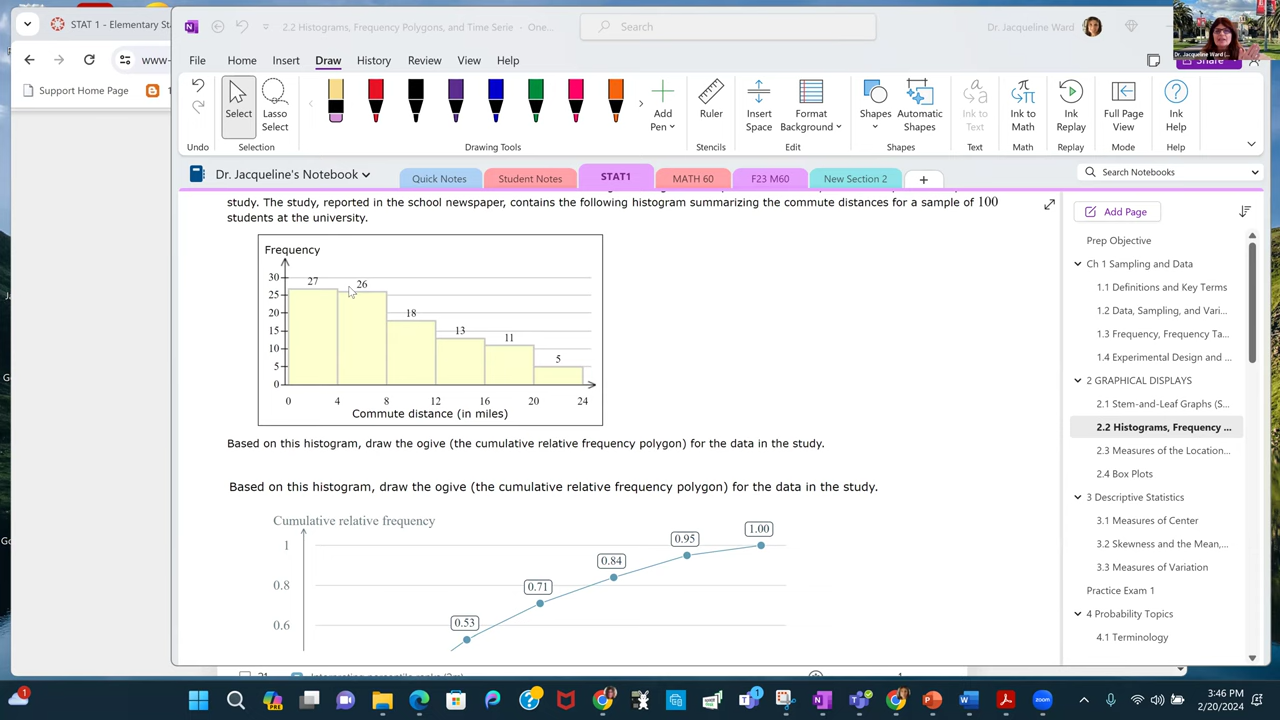 STAT 1 - Elementary Sta
2.2 Histograms, Frequency Polygons, and Time Serie - One...
Search
Dr. Jacqueline Ward
Dr. Jacqueline Ward
www-
File Home Insert Draw History Review View Help
Share
Support Home Page
Select
Lasso Select
Add Pen
Ruler
Insert Space
Format Background
Shapes
Automatic Shapes
Ink to Text
Ink to Math
Ink Replay
Full Page View
Ink Help
Undo Selection Drawing Tools Stencils Edit Shapes Text Math Replay Mode Help
Dr. Jacqueline's Notebook
Quick Notes Student Notes STAT1 MATH 60 F23 M60 New Section 2 +
Search Notebooks
study. The study, reported in the school newspaper, contains the following histogram summarizing the commute distances for a sample of 100
students at the university.
Frequency
30
25
20
15
10
5
0
27 26 18 13 11 5
0 4 8 12 16 20 24
Commute distance (in miles)
Based on this histogram, draw the ogive (the cumulative relative frequency polygon) for the data in the study.
Based on this histogram, draw the ogive (the cumulative relative frequency polygon) for the data in the study.
Cumulative relative frequency
1
0.8
0.6
0.53 0.71 0.84 0.95 1.00
Add Page
Prep Objective
Ch 1 Sampling and Data
1.1 Definitions and Key Terms
1.2 Data, Sampling, and Vari...
1.3 Frequency, Frequency Ta...
1.4 Experimental Design and ...
2 GRAPHICAL DISPLAYS
2.1 Stem-and-Leaf Graphs (S...
2.2 Histograms, Frequency ...
2.3 Measures of the Location...
2.4 Box Plots
3 Descriptive Statistics
3.1 Measures of Center
3.2 Skewness and the Mean,...
3.3 Measures of Variation
Practice Exam 1
4 Probability Topics
4.1 Terminology
3:46 PM
2/20/2024